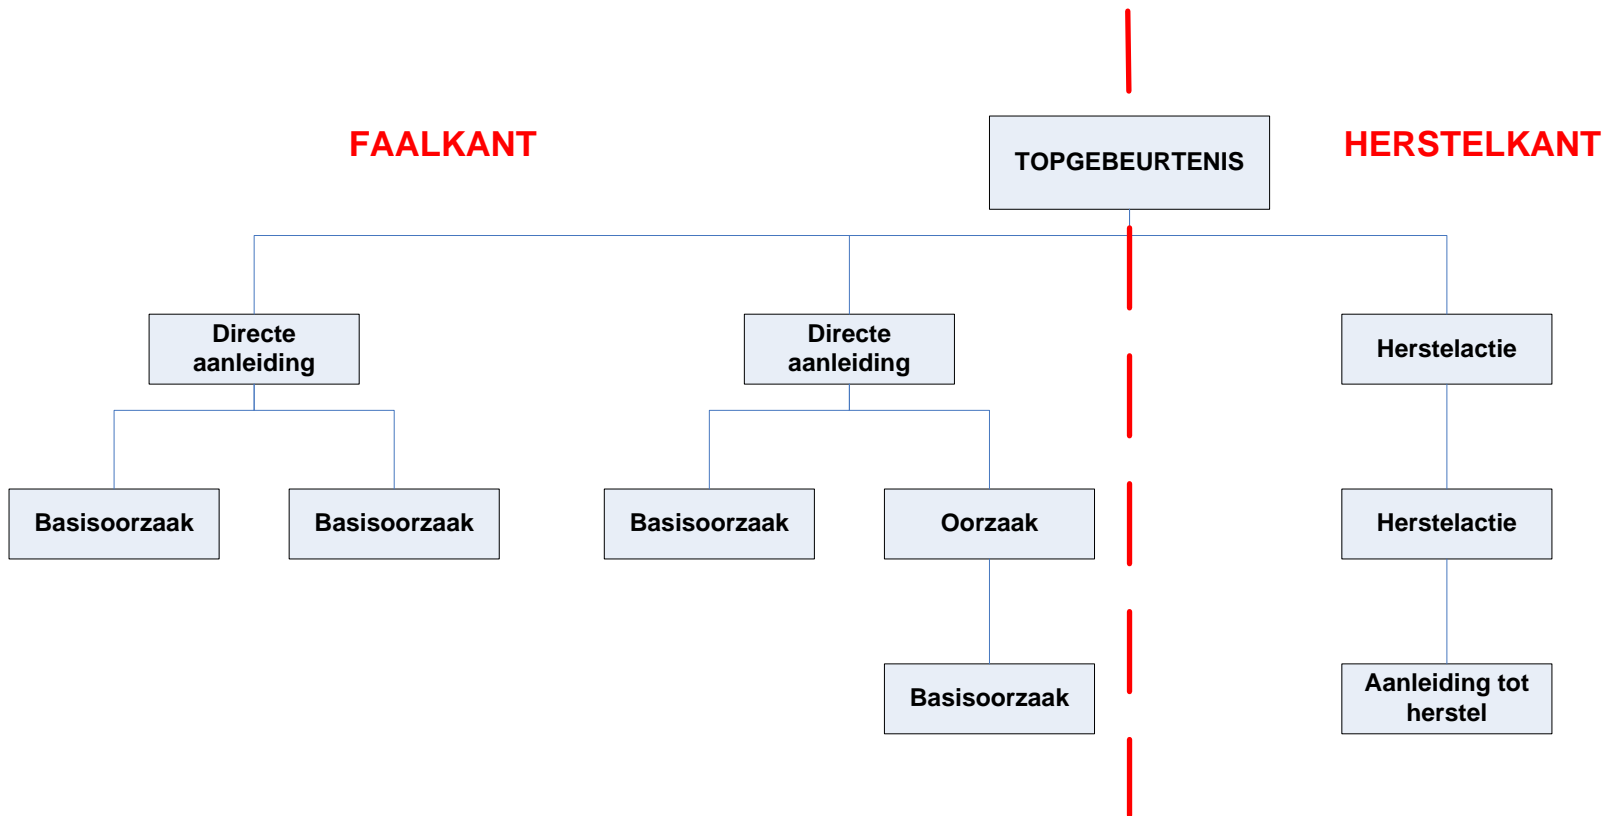 FAALKANT
TOPGEBEURTENIS
HERSTELKANT
Directe
aanleiding
Directe
aanleiding
Herstelactie
Basisoorzaak
Basisoorzaak
Basisoorzaak
Oorzaak
Herstelactie
Basisoorzaak
Aanleiding tot
herstel